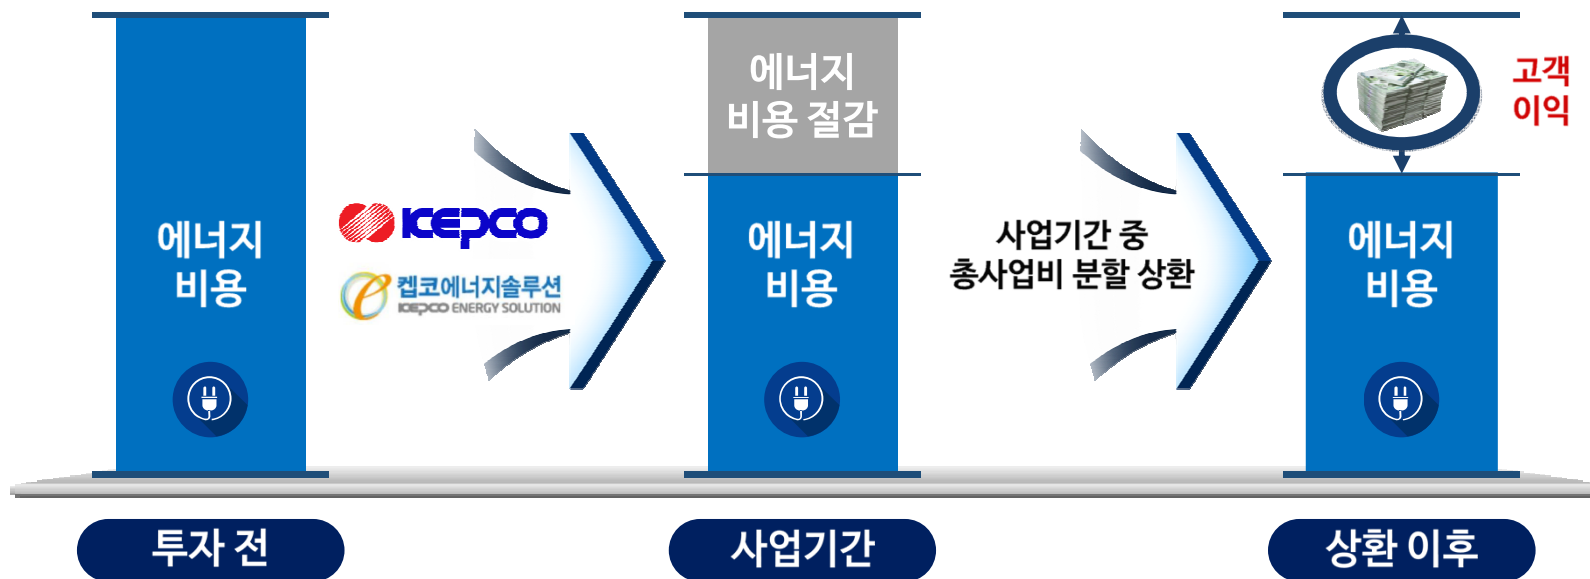 에너지
비용
KEPCO
켑코에너지솔루션
KEPCO ENERGY SOLUTION
에너지
비용 절감
에너지
비용
사업기간 중
총사업비 분할 상환
고객
이익
에너지
비용
투자 전
사업기간
상환 이후